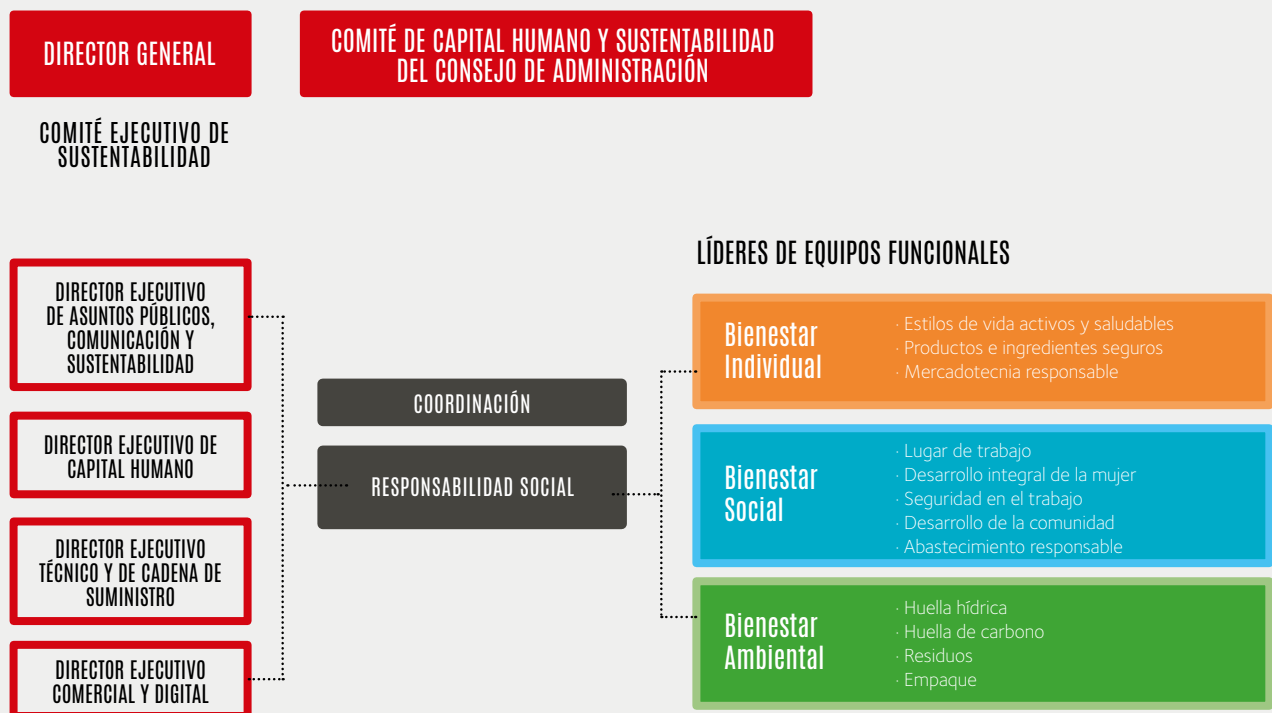 DIRECTOR GENERAL
COMITÉ DE CAPITAL HUMANO Y SUSTENTABILIDAD
DEL CONSEJO DE ADMINISTRACIÓN
COMITÉ EJECUTIVO DE
SUSTENTABILIDAD
DIRECTOR EJECUTIVO
DE ASUNTOS PÚBLICOS,
COMUNICACIÓN Y
SUSTENTABILIDAD
DIRECTOR EJECUTIVO DE
CAPITAL HUMANO
DIRECTOR EJECUTIVO
TÉCNICO Y DE CADENA DE
SUMINISTRO
DIRECTOR EJECUTIVO
COMERCIAL Y DIGITAL
COORDINACIÓN
RESPONSABILIDAD SOCIAL
LÍDERES DE EQUIPOS FUNCIONALES
Bienestar
Individual
· Estilos de vida activos y saludables
· Productos e ingredientes seguros
· Mercadotecnia responsable
Bienestar
Social
· Lugar de trabajo
· Desarrollo integral de la mujer
· Seguridad en el trabajo
· Desarrollo de la comunidad
· Abastecimiento responsable
Bienestar
Ambiental
· Huella hídrica
· Huella de carbono
· Residuos
· Empaque